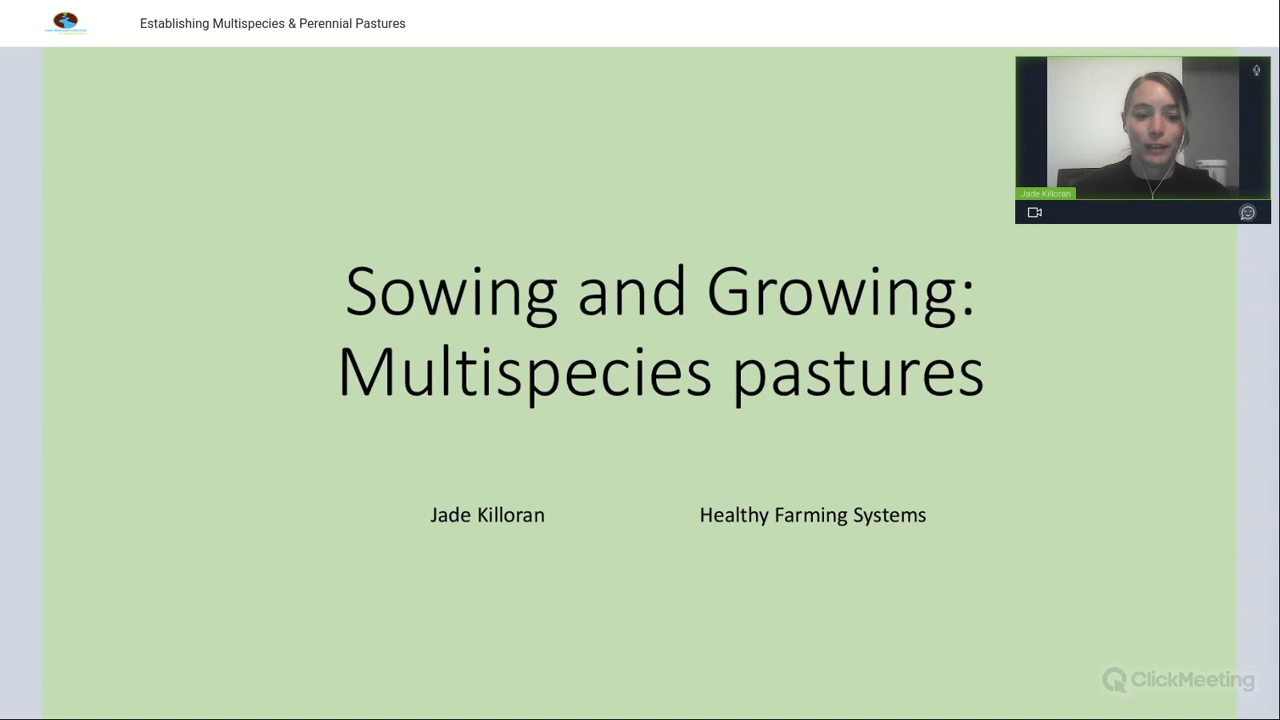 Establishing Multispecies & Perennial Pastures
Jade Killoran
Sowing and Growing:
Multispecies pastures
Jade Killoran
Healthy Farming Systems
ClickMeeting